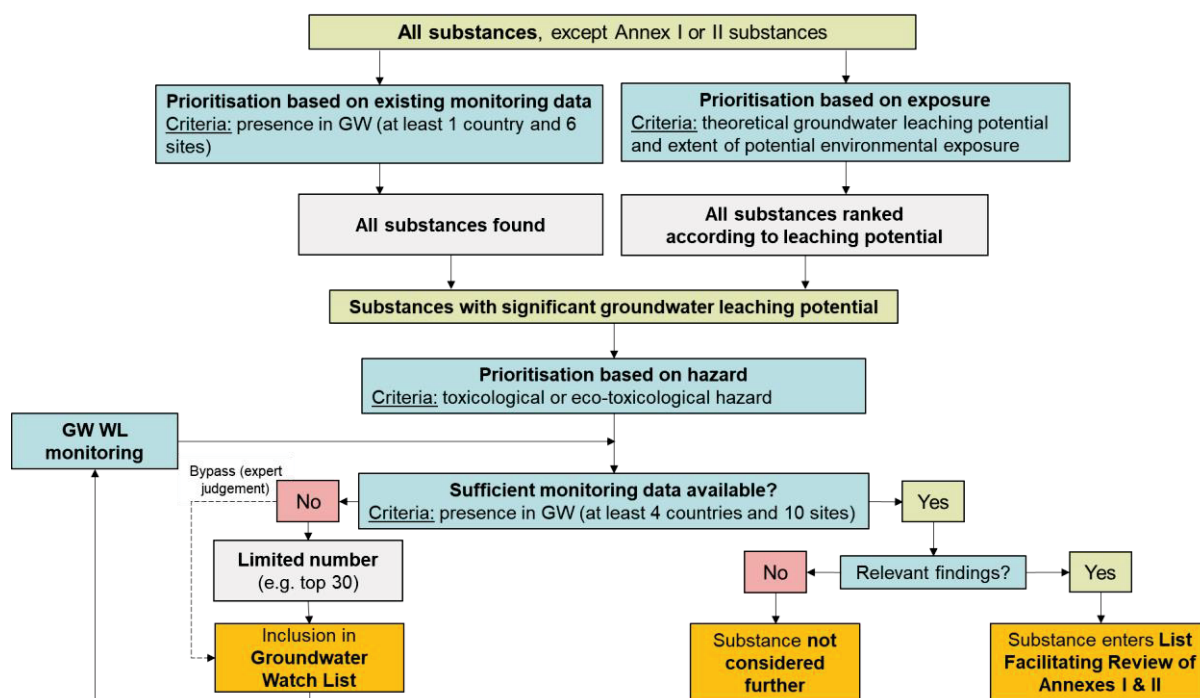 All substances, except Annex I or II substances
Prioritisation based on existing monitoring data
Criteria: presence in GW (at least 1 country and 6
sites)
Prioritisation based on exposure
Criteria: theoretical groundwater leaching potential
and extent of potential environmental exposure
All substances found
All substances ranked
according to leaching potential
Substances with significant groundwater leaching potential
Prioritisation based on hazard
Criteria: toxicological or eco-toxicological hazard
GW WL
monitoring
Bypass (expert
judgement)
No
Sufficient monitoring data available?
Criteria: presence in GW (at least 4 countries and 10 sites)
Yes
Limited number
(e.g. top 30)
No
Relevant findings?
Yes
Inclusion in
Groundwater
Watch List
Substance not
considered
further
Substance enters List
Facilitating Review of
Annexes I & II